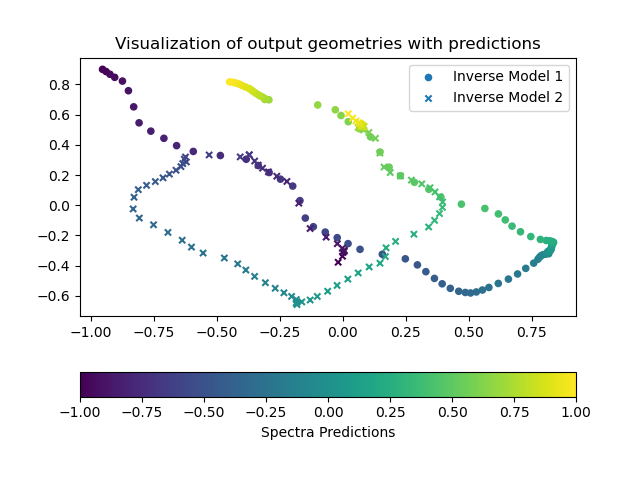 Visualization of output geometries with predictions
Inverse Model 1
Inverse Model 2
0.8
0.6
0.4
0.2
0.0
−0.2
−0.4
−0.6
−1.00 −0.75 −0.50 −0.25 0.00 0.25 0.50 0.75
−1.00 −0.75 −0.50 −0.25 0.00 0.25 0.50 0.75 1.00
Spectra Predictions